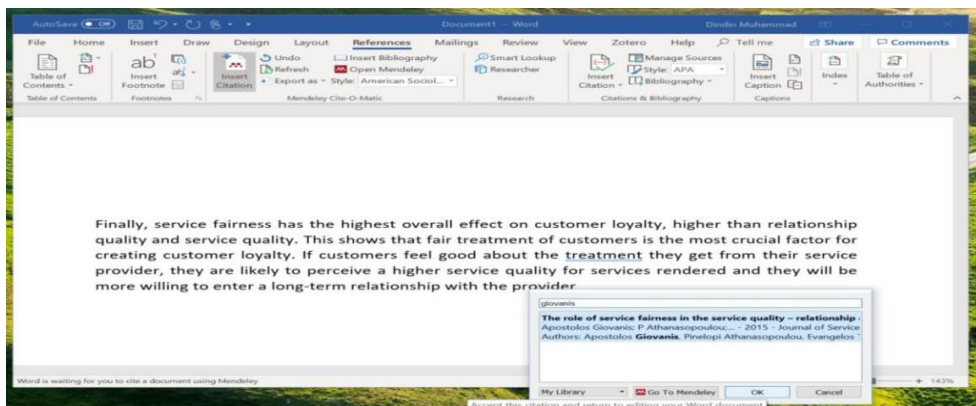 AutoSave Off Document1 - Word Dindin Muhammad
File Home Insert Draw Design Layout References Mailings Review View Zotero Help Tell me Share Comments
Table of Contents
Insert Footnote
Insert Citation
Undo
Refresh
Export as
Insert Bibliography
Open Mendeley
Style: American Sociol...
Smart Lookup
Researcher
Insert Citation
Manage Sources
Style: APA
Bibliography
Insert Caption
Index
Table of Authorities
Table of Contents Footnotes Mendeley Cite-O-Matic Research Citations & Bibliography Captions
Finally, service fairness has the highest overall effect on customer loyalty, higher than relationship
quality and service quality. This shows that fair treatment of customers is the most crucial factor for
creating customer loyalty. If customers feel good about the treatment they get from their service
provider, they are likely to perceive a higher service quality for services rendered and they will be
more willing to enter a long-term relationship with the provider
giovanis
The role of service fairness in the service quality – relationship
Apostolos Giovanis; P Athanasopoulou;... - 2015 - Journal of Service
Authors: Apostolos Giovanis, Pinelopi Athanasopoulou, Evangelos
My Library Go To Mendeley OK Cancel
Word is waiting for you to cite a document using Mendeley 143%
Accept this citation and return to editing your Word document